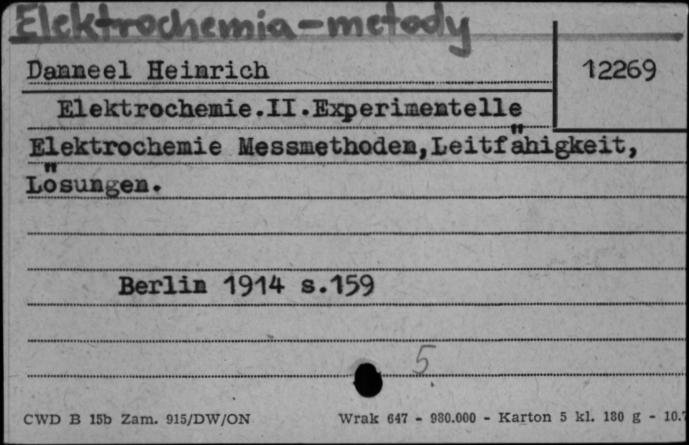 Elektrochemia-metody
Danneel Heinrich
12269
Elektrochemie.II.Experimentelle
Elektrochemie Messmethoden,Leitfähigkeit,
Lösungen.
Berlin 1914 s.159
5
CWD B 15b Zam. 915/DW/ON
Wrak 647 - 980.000 - Karton 5 kl. 180 g - 10.7